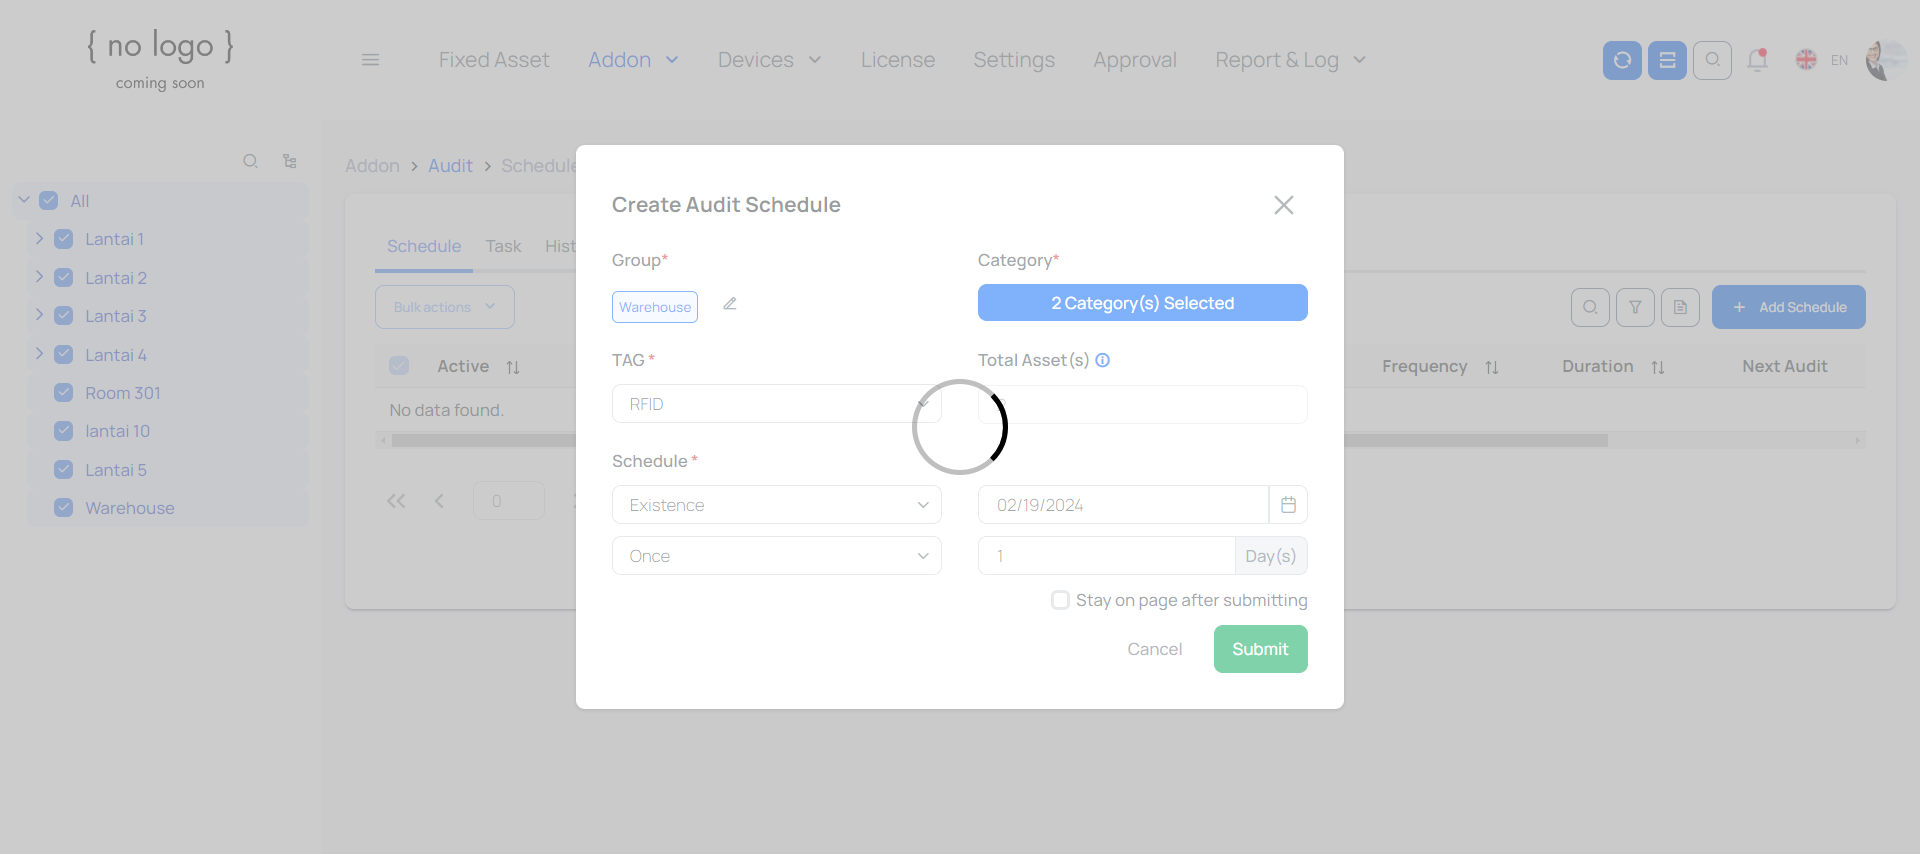 { no logo }
coming soon
Fixed Asset Addon Devices License Settings Approval Report & Log EN
Addon > Audit > Schedule
All
Lantai 1
Lantai 2
Lantai 3
Lantai 4
Room 301
lantai 10
Lantai 5
Warehouse
Schedule Task Hist
Bulk actions
+ Add Schedule
Active Frequency Duration Next Audit
No data found.
0
Create Audit Schedule
Group* Category*
Warehouse 2 Category(s) Selected
TAG * Total Asset(s)
RFID
Schedule *
Existence 02/19/2024
Once 1 Day(s)
Stay on page after submitting
Cancel Submit